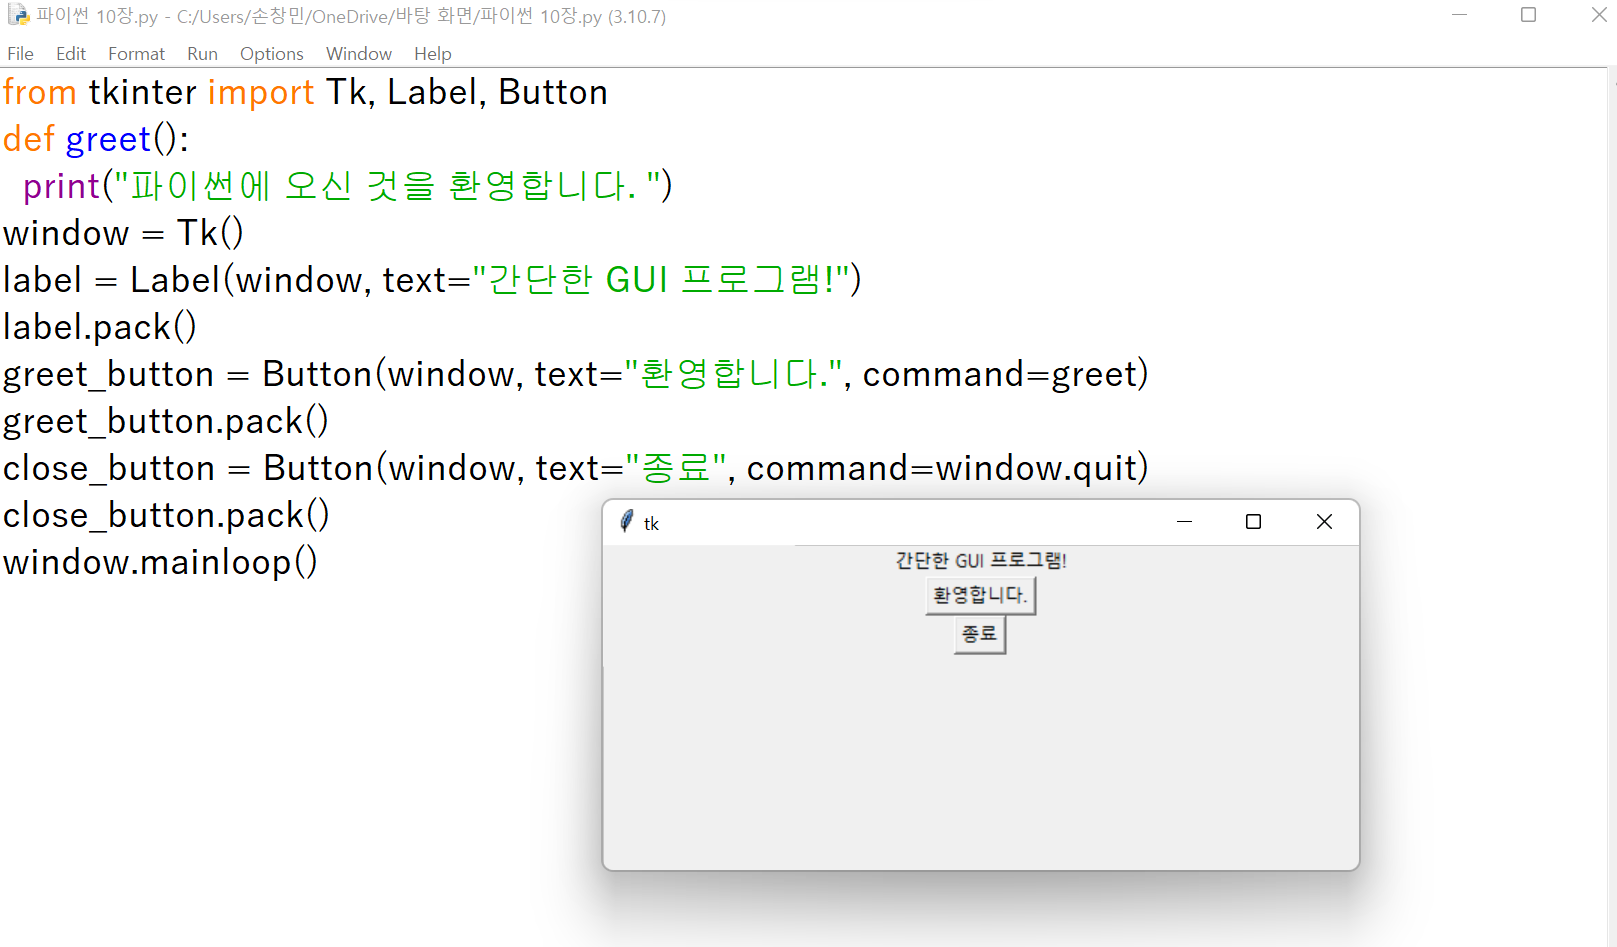 파이썬 10장.py - C:/Users/손창민/OneDrive/바탕 화면/파이썬 10장.py (3.10.7)
File Edit Format Run Options Window Help
from tkinter import Tk, Label, Button
def greet():
  print("파이썬에 오신 것을 환영합니다. ")
window = Tk()
label = Label(window, text="간단한 GUI 프로그램!")
label.pack()
greet_button = Button(window, text="환영합니다.", command=greet)
greet_button.pack()
close_button = Button(window, text="종료", command=window.quit)
close_button.pack()
window.mainloop()
tk
간단한 GUI 프로그램!
환영합니다.
종료